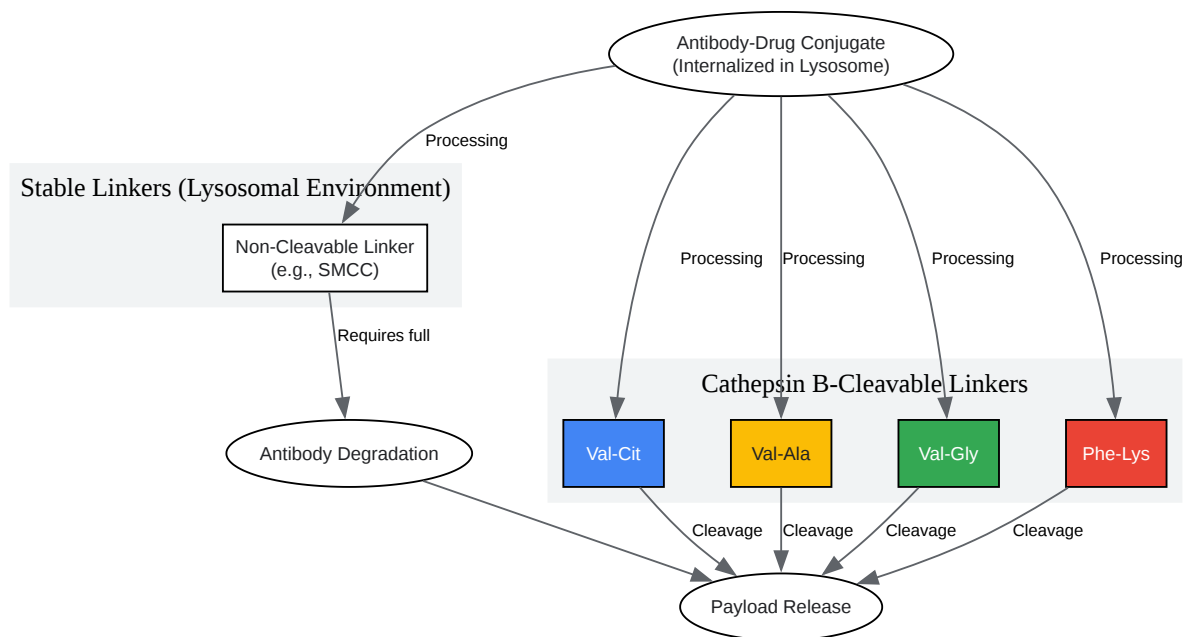 Antibody-Drug Conjugate
(Internalized in Lysosome)
Processing
Stable Linkers (Lysosomal Environment)
Non-Cleavable Linker
(e.g., SMCC)
Processing
Processing
Processing
Processing
Requires full
Cathepsin B-Cleavable Linkers
Antibody Degradation
Val-Cit
Val-Ala
Val-Gly
Phe-Lys
Cleavage
Cleavage
Cleavage
Cleavage
Payload Release